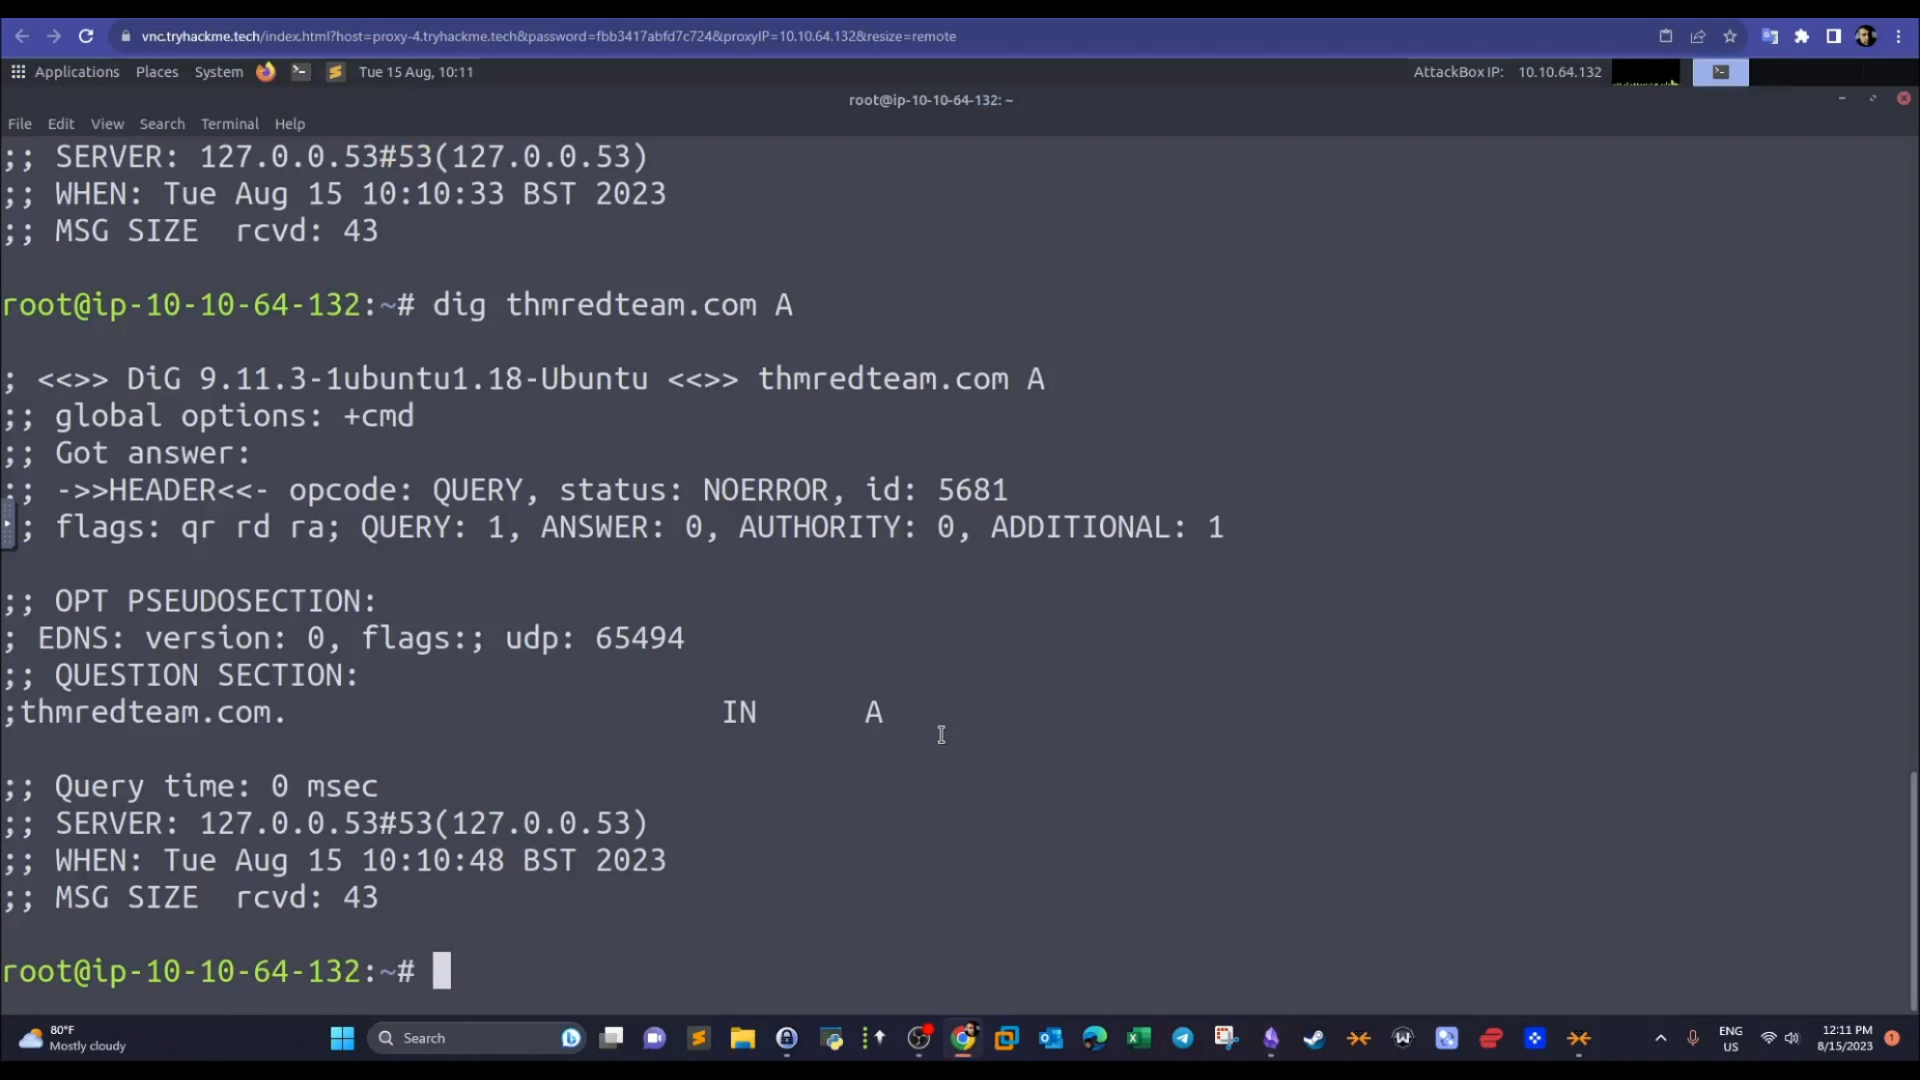 vnc.tryhackme.tech/index.html?host=proxy-4.tryhackme.tech&password=fbb3417abfd7c724&proxyIP=10.10.64.132&resize=remote
Applications Places System Tue 15 Aug, 10:11 AttackBox IP: 10.10.64.132
root@ip-10-10-64-132: ~
File Edit View Search Terminal Help
;; SERVER: 127.0.0.53#53(127.0.0.53)
;; WHEN: Tue Aug 15 10:10:33 BST 2023
;; MSG SIZE  rcvd: 43
root@ip-10-10-64-132:~# dig thmredteam.com A
; <<>> DiG 9.11.3-1ubuntu1.18-Ubuntu <<>> thmredteam.com A
;; global options: +cmd
;; Got answer:
;; ->>HEADER<<- opcode: QUERY, status: NOERROR, id: 5681
; flags: qr rd ra; QUERY: 1, ANSWER: 0, AUTHORITY: 0, ADDITIONAL: 1
;; OPT PSEUDOSECTION:
; EDNS: version: 0, flags:; udp: 65494
;; QUESTION SECTION:
;thmredteam.com. IN A
;; Query time: 0 msec
;; SERVER: 127.0.0.53#53(127.0.0.53)
;; WHEN: Tue Aug 15 10:10:48 BST 2023
;; MSG SIZE  rcvd: 43
root@ip-10-10-64-132:~#
80°F
Mostly cloudy
Search
ENG
US
12:11 PM
8/15/2023
1